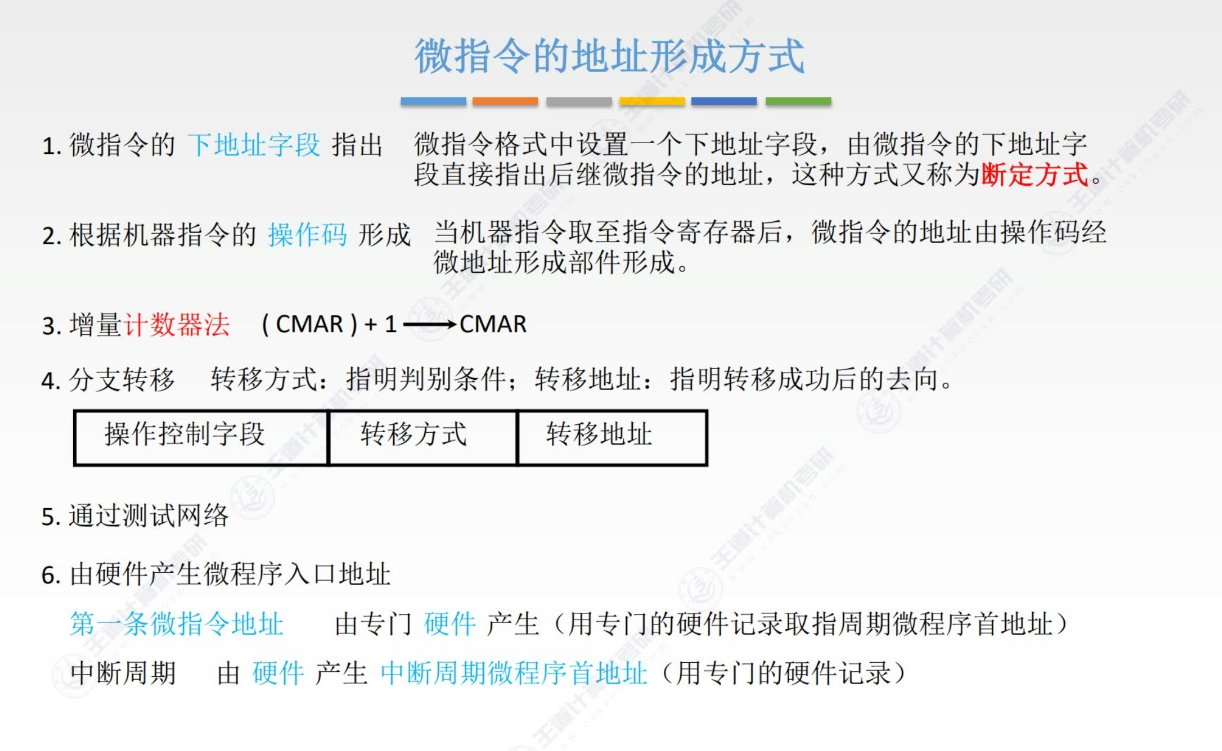 微指令的地址形成方式
1. 微指令的 下地址字段 指出 微指令格式中设置一个下地址字段，由微指令的下地址字
段直接指出后继微指令的地址，这种方式又称为断定方式。
2. 根据机器指令的 操作码 形成 当机器指令取至指令寄存器后，微指令的地址由操作码经
微地址形成部件形成。
3. 增量计数器法 ( CMAR ) + 1 ⟶ CMAR
4. 分支转移 转移方式：指明判别条件；转移地址：指明转移成功后的去向。
操作控制字段 转移方式 转移地址
5. 通过测试网络
6. 由硬件产生微程序入口地址
第一条微指令地址 由专门 硬件 产生（用专门的硬件记录取指周期微程序首地址）
中断周期 由 硬件 产生 中断周期微程序首地址（用专门的硬件记录）
王道计算机考研